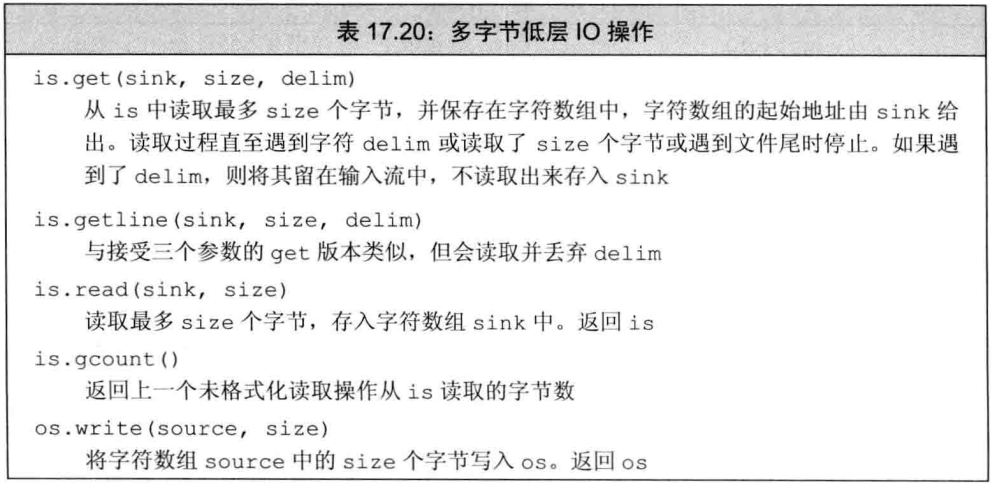 表 17.20：多字节低层 IO 操作
is.get(sink, size, delim)
从 is 中读取最多 size 个字节，并保存在字符数组中，字符数组的起始地址由 sink 给
出。读取过程直至遇到字符 delim 或读取了 size 个字节或遇到文件尾时停止。如果遇
到了 delim，则将其留在输入流中，不读取出来存入 sink
is.getline(sink, size, delim)
与接受三个参数的 get 版本类似，但会读取并丢弃 delim
is.read(sink, size)
读取最多 size 个字节，存入字符数组 sink 中。返回 is
is.gcount()
返回上一个未格式化读取操作从 is 读取的字节数
os.write(source, size)
将字符数组 source 中的 size 个字节写入 os。返回 os